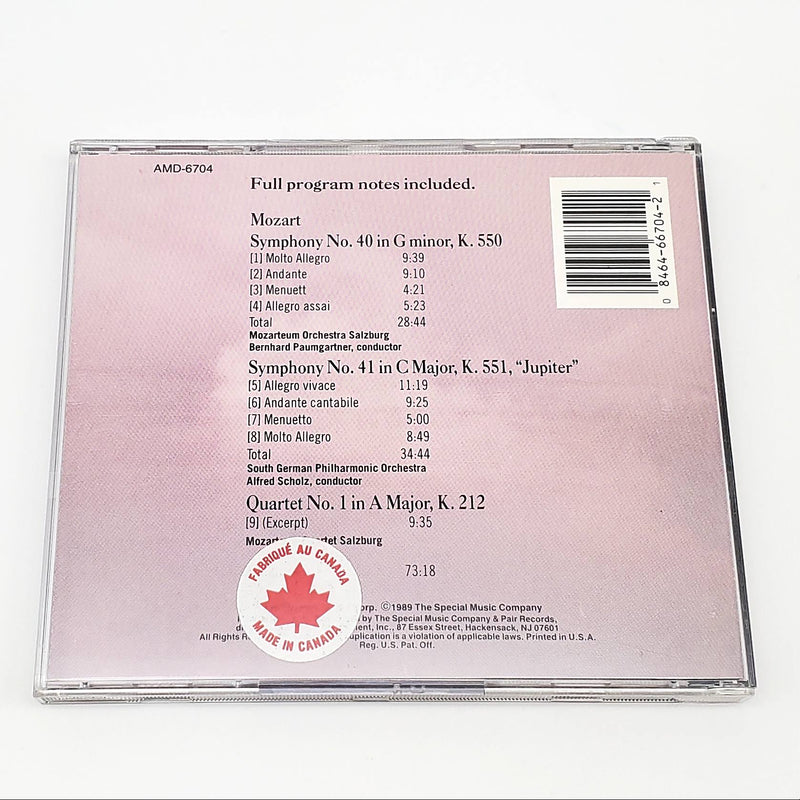 AMD-6704
Full program notes included.
Mozart
Symphony No. 40 in G minor, K. 550
[1] Molto Allegro 9:39
[2] Andante 9:10
[3] Menuett 4:21
[4] Allegro assai 5:23
Total 28:44
Mozarteum Orchestra Salzburg
Bernhard Paumgartner, conductor
Symphony No. 41 in C Major, K. 551, "Jupiter"
[5] Allegro vivace 11:19
[6] Andante cantabile 9:25
[7] Menuetto 5:00
[8] Molto Allegro 8:49
Total 34:44
South German Philharmonic Orchestra
Alfred Scholz, conductor
Quartet No. 1 in A Major, K. 212
[9] (Excerpt) 9:35
Salzburg
73:18
©1989 The Special Music Company
by The Special Music Company & Pair Records,
Inc., 87 Essex Street, Hackensack, NJ 07601
All Rights is a violation of applicable laws. Printed in U.S.A.
Reg. U.S. Pat. Off.
FABRIQUÉ AU CANADA
MADE IN CANADA
0 8464-66704-2 1